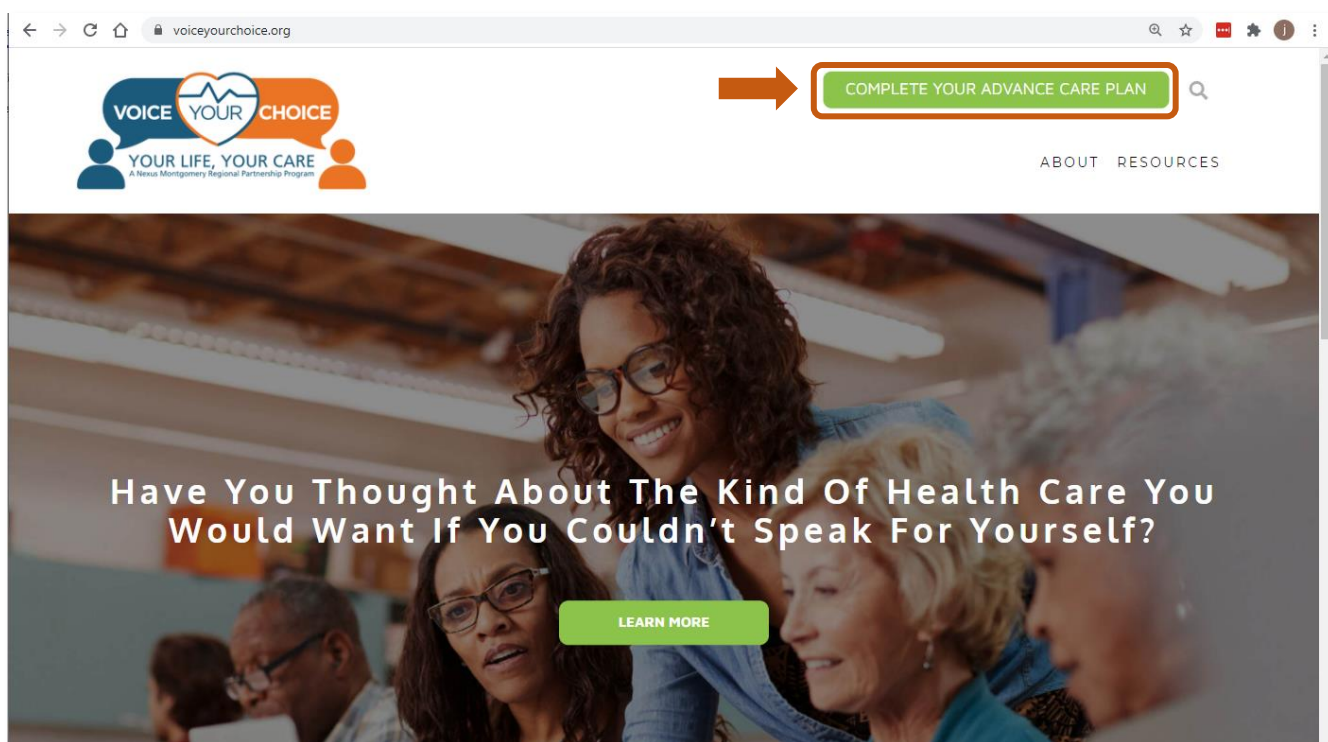 voiceyourchoice.org
j
VOICE YOUR CHOICE
YOUR LIFE, YOUR CARE
A Nexus Montgomery Regional Partnership Program
COMPLETE YOUR ADVANCE CARE PLAN
ABOUT RESOURCES
Have You Thought About The Kind Of Health Care You
Would Want If You Couldn’t Speak For Yourself?
LEARN MORE